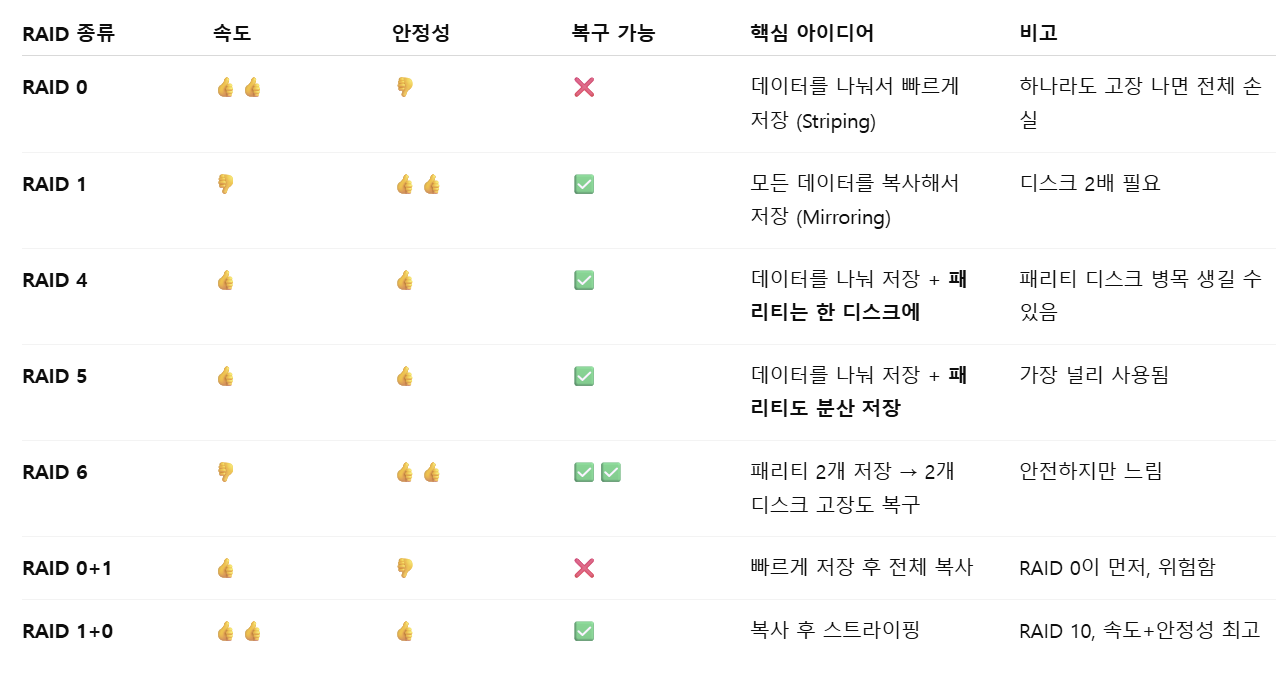 RAID 종류 속도 안정성 복구 가능 핵심 아이디어 비고
RAID 0 👍👍 👎 ❌ 데이터를 나눠서 빠르게 하나라도 고장 나면 전체 손
저장 (Striping) 실
RAID 1 👎 👍👍 ✅ 모든 데이터를 복사해서 디스크 2배 필요
저장 (Mirroring)
RAID 4 👍 👍 ✅ 데이터를 나눠 저장 + 패 패리티 디스크 병목 생길 수
리티는 한 디스크에 있음
RAID 5 👍 👍 ✅ 데이터를 나눠 저장 + 패 가장 널리 사용됨
리티도 분산 저장
RAID 6 👎 👍👍 ✅✅ 패리티 2개 저장 → 2개 안전하지만 느림
디스크 고장도 복구
RAID 0+1 👍 👎 ❌ 빠르게 저장 후 전체 복사 RAID 0이 먼저, 위험함
RAID 1+0 👍👍 👍 ✅ 복사 후 스트라이핑 RAID 10, 속도+안정성 최고